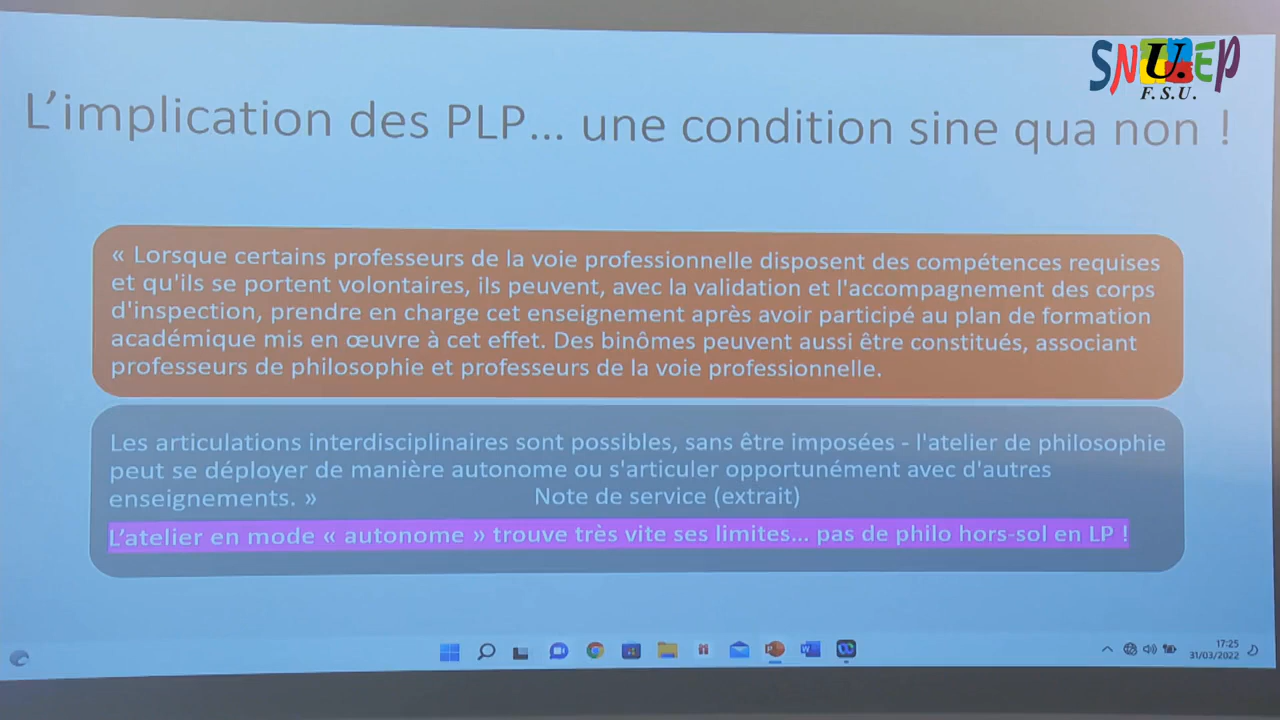 SNUEP
F.S.U.
L'implication des PLP... une condition sine qua non !
« Lorsque certains professeurs de la voie professionnelle disposent des compétences requises
et qu'ils se portent volontaires, ils peuvent, avec la validation et l'accompagnement des corps
d'inspection, prendre en charge cet enseignement après avoir participé au plan de formation
académique mis en œuvre à cet effet. Des binômes peuvent aussi être constitués, associant
professeurs de philosophie et professeurs de la voie professionnelle.
Les articulations interdisciplinaires sont possibles, sans être imposées - l'atelier de philosophie
peut se déployer de manière autonome ou s'articuler opportunément avec d'autres
enseignements. » Note de service (extrait)
L'atelier en mode « autonome » trouve très vite ses limites... pas de philo hors-sol en LP !
17:25
31/03/2022